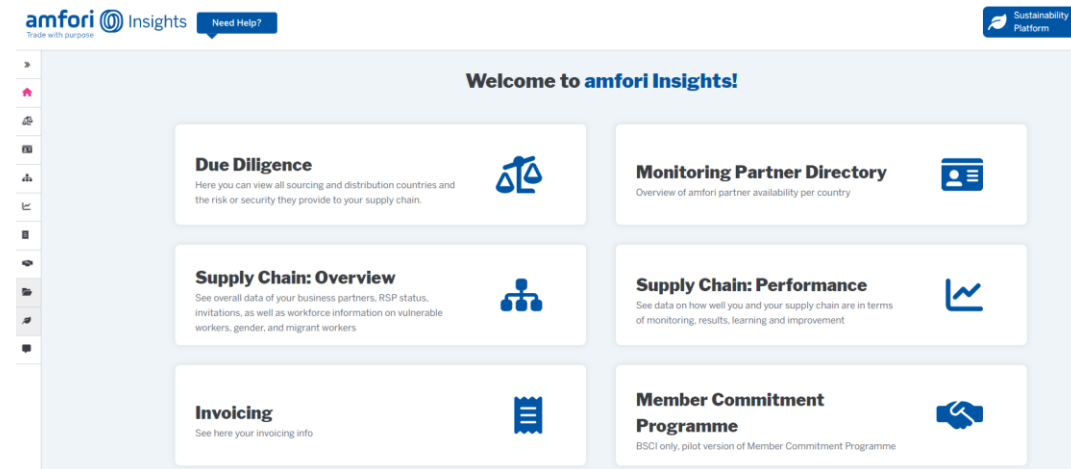 amfori Insights
Trade with purpose
Need Help?
Sustainability
Platform
Welcome to amfori Insights!
Due Diligence
Here you can view all sourcing and distribution countries and
the risk or security they provide to your supply chain.
Monitoring Partner Directory
Overview of amfori partner availability per country
Supply Chain: Overview
See overall data of your business partners, RSP status,
invitations, as well as workforce information on vulnerable
workers, gender, and migrant workers
Supply Chain: Performance
See data on how well you and your supply chain are in terms
of monitoring, results, learning and improvement
Invoicing
See here your invoicing info
Member Commitment
Programme
BSCI only, pilot version of Member Commitment Programme